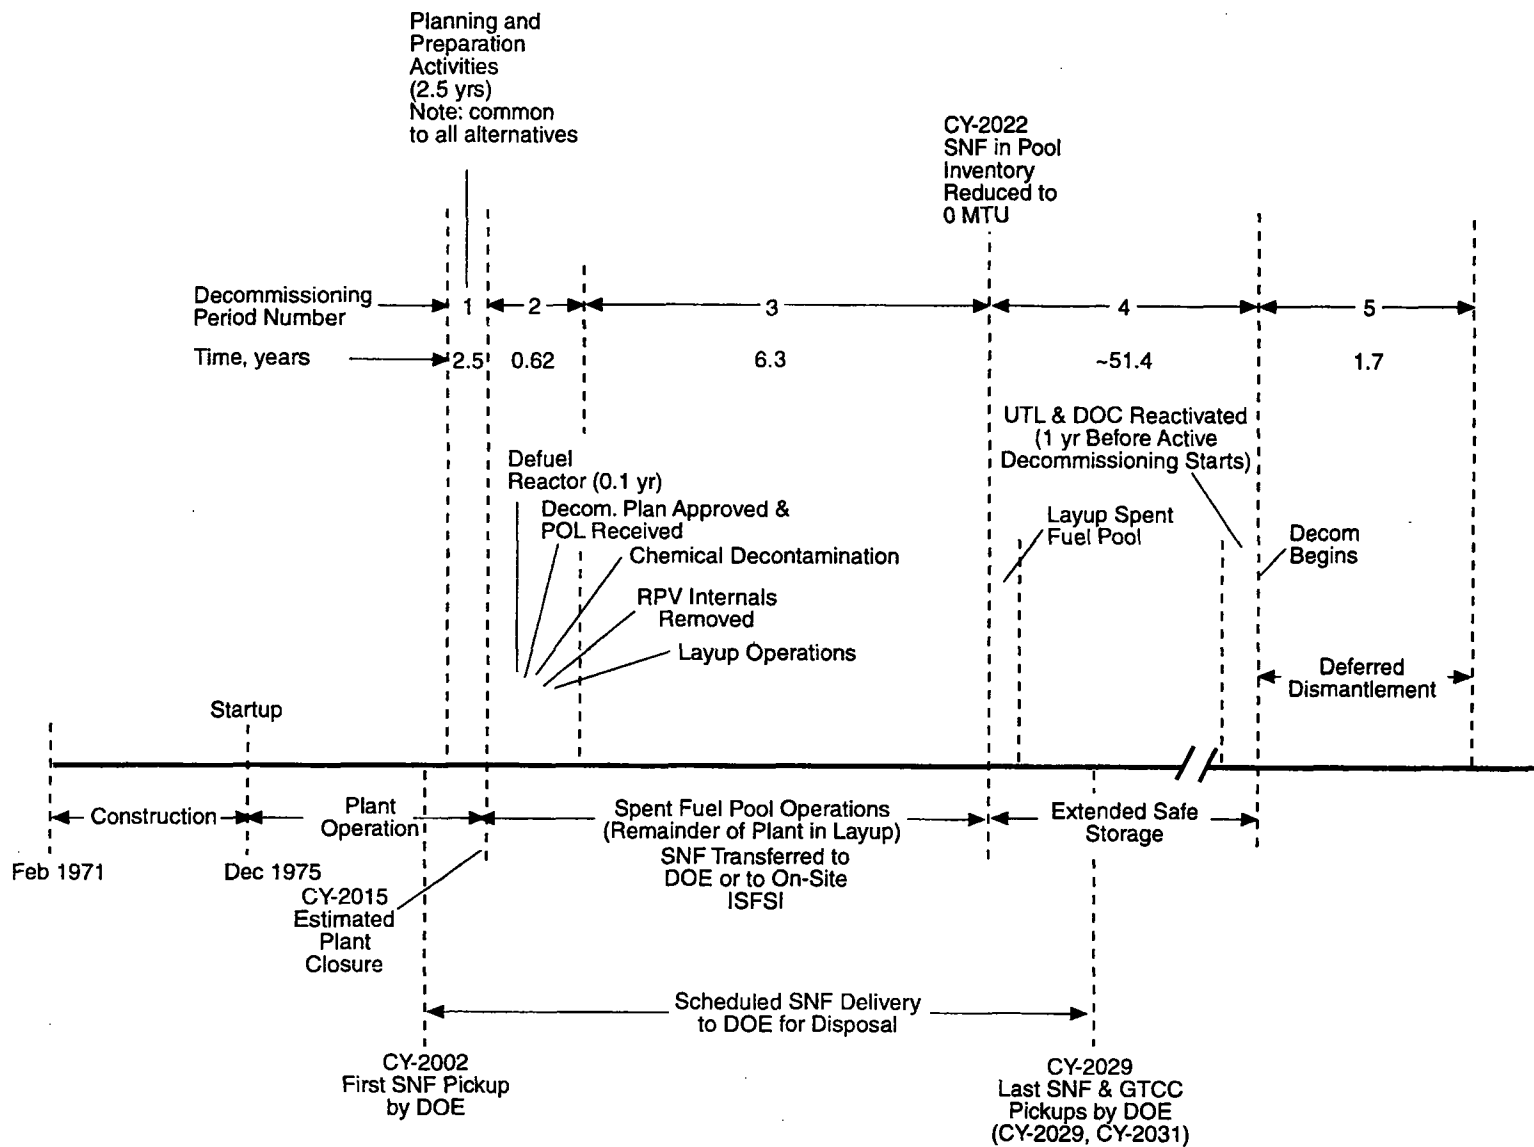 Planning and
Preparation
Activities
(2.5 yrs)
Note: common
to all alternatives
CY-2022
SNF in Pool
Inventory
Reduced to
0 MTU
Decommissioning
Period Number
1
2
3
4
5
Time, years
2.5
0.62
6.3
~51.4
1.7
UTL & DOC Reactivated
(1 yr Before Active
Decommissioning Starts)
Defuel
Reactor (0.1 yr)
Decom. Plan Approved &
POL Received
Chemical Decontamination
RPV Internals
Removed
Layup Operations
Layup Spent
Fuel Pool
Decom
Begins
Deferred
Dismantlement
Startup
Construction
Plant
Operation
Spent Fuel Pool Operations
(Remainder of Plant in Layup)
SNF Transferred to
DOE or to On-Site
ISFSI
Extended Safe
Storage
Feb 1971
Dec 1975
CY-2015
Estimated
Plant
Closure
Scheduled SNF Delivery
to DOE for Disposal
CY-2002
First SNF Pickup
by DOE
CY-2029
Last SNF & GTCC
Pickups by DOE
(CY-2029, CY-2031)